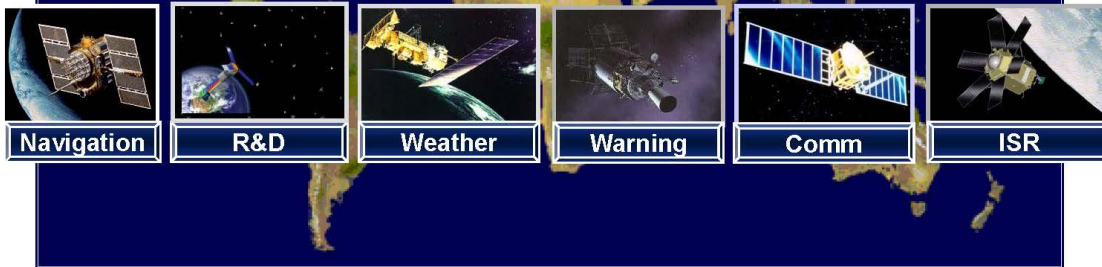 Navigation
R&D
Weather
Warning
Comm
ISR